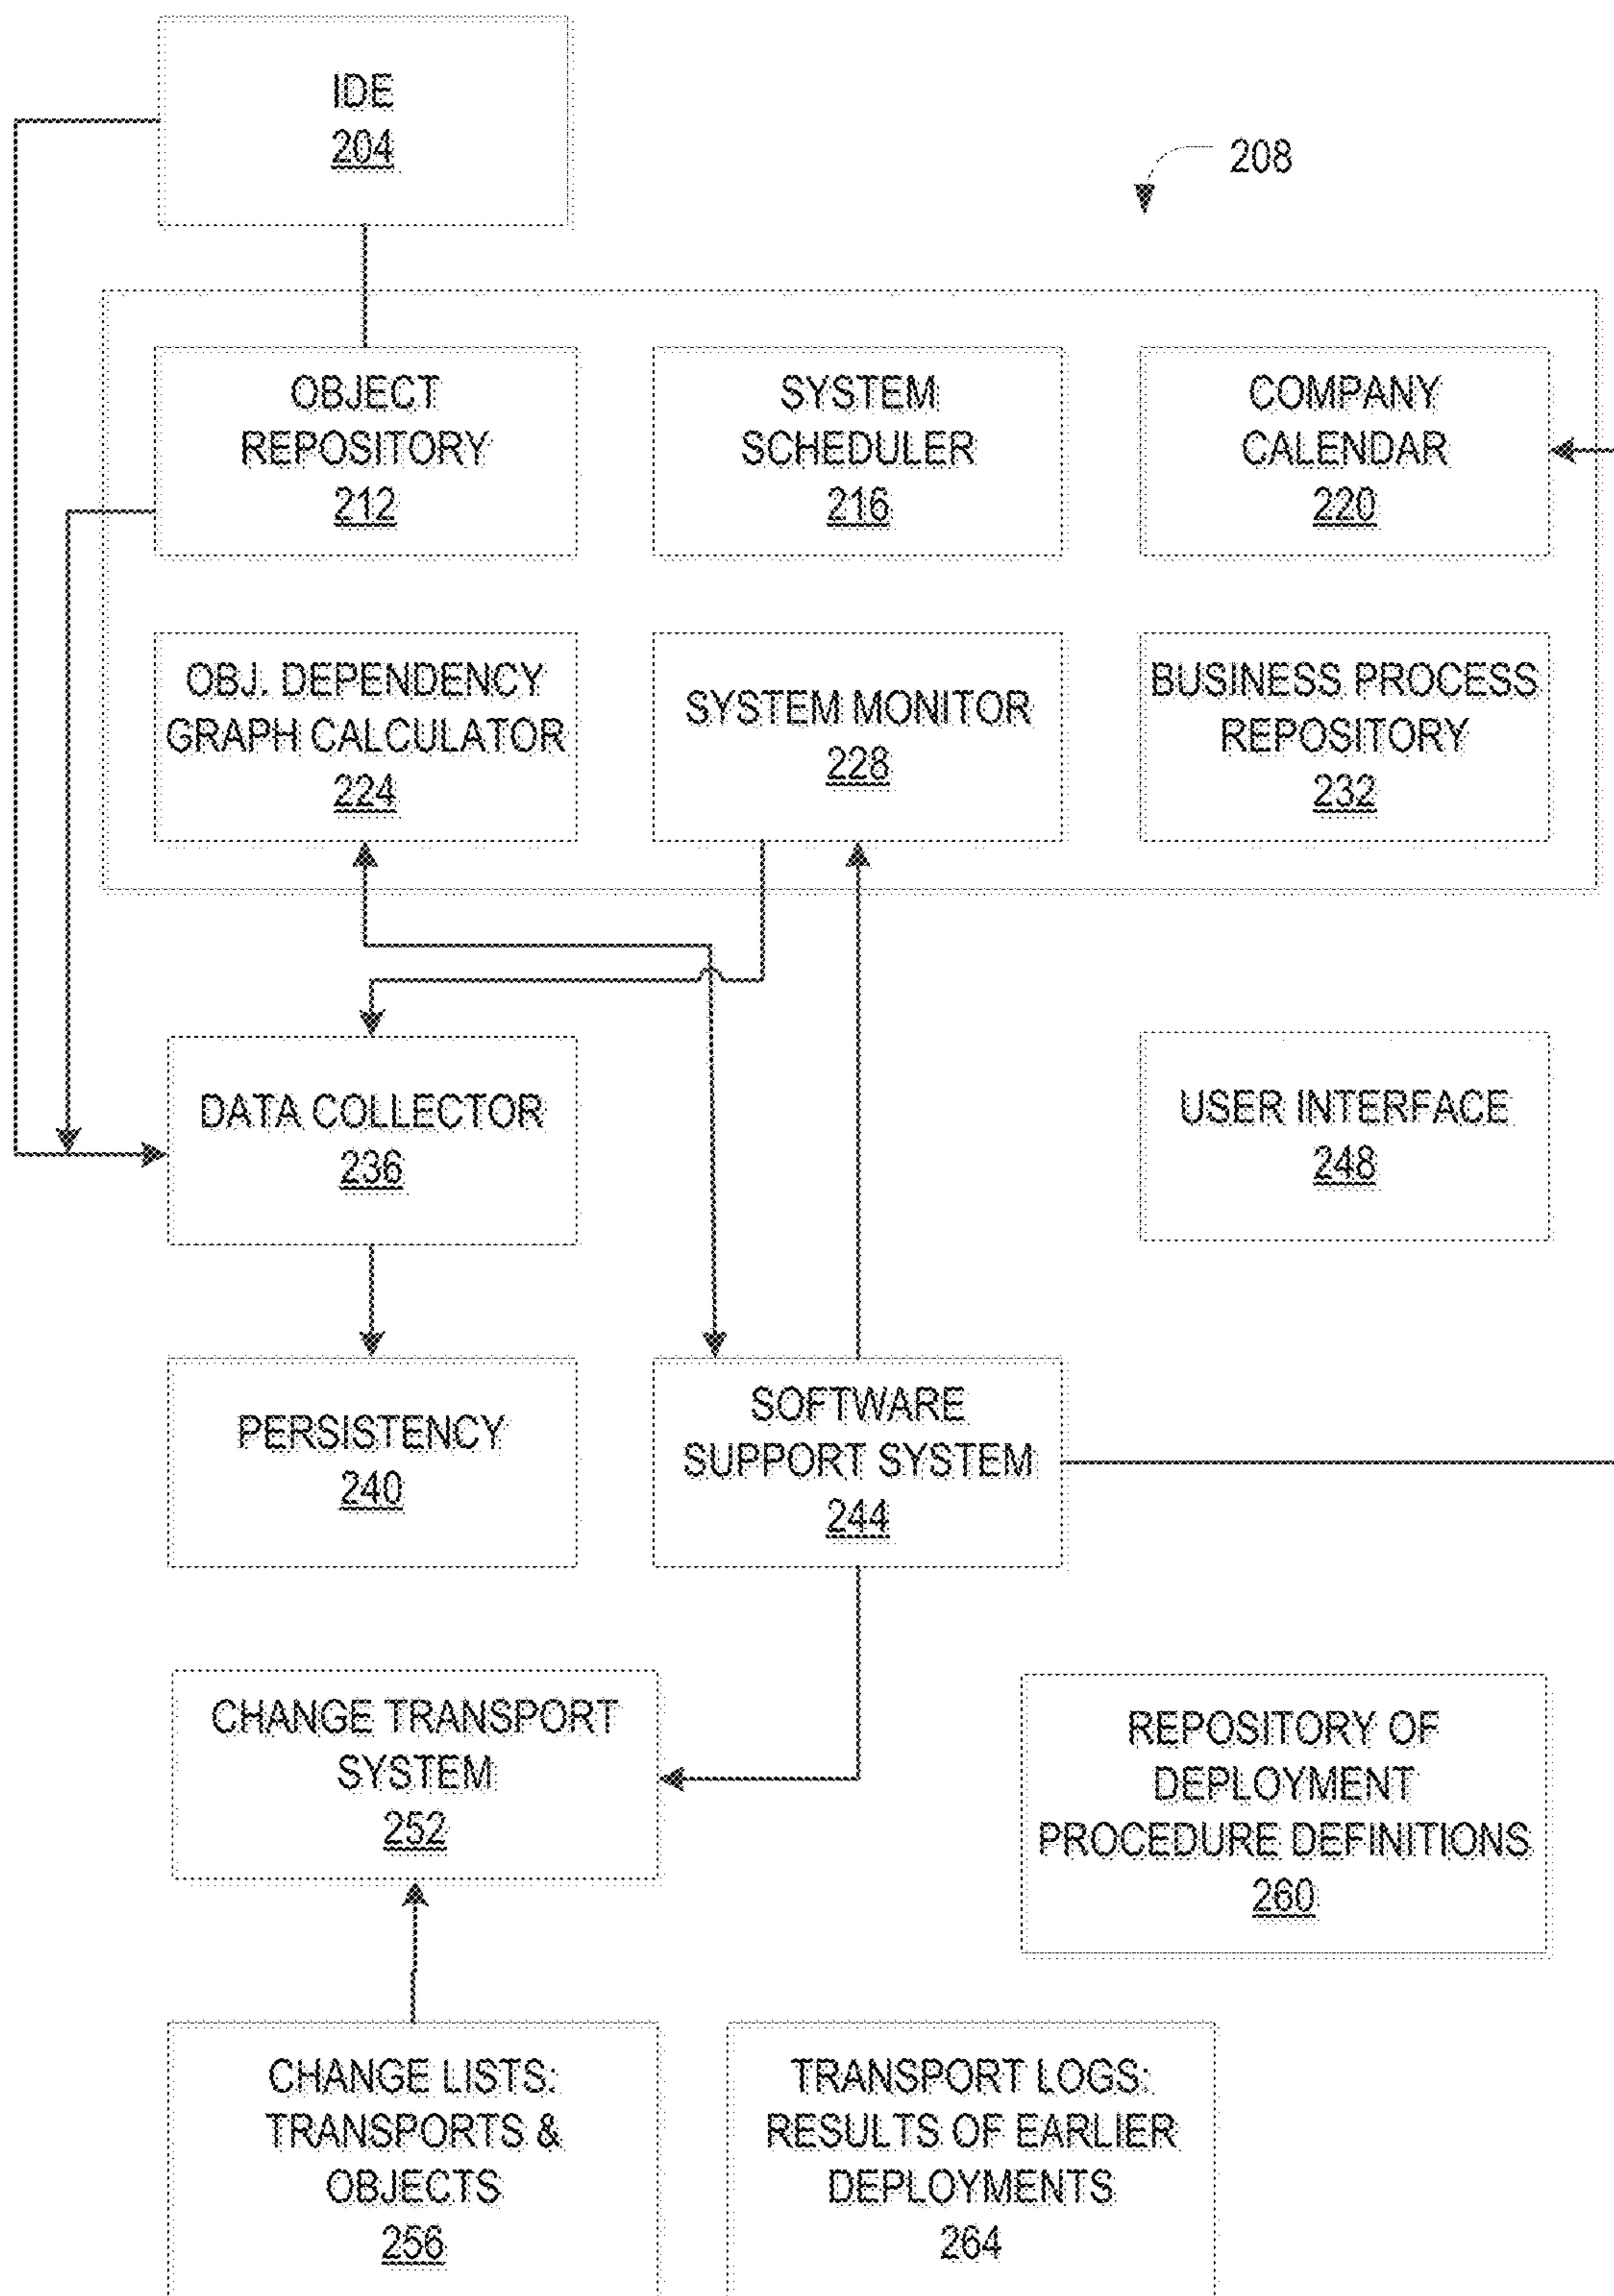 IDE
204
208
OBJECT
REPOSITORY
212
SYSTEM
SCHEDULER
216
COMPANY
CALENDAR
220
OBJ. DEPENDENCY
GRAPH CALCULATOR
224
SYSTEM MONITOR
228
BUSINESS PROCESS
REPOSITORY
232
DATA COLLECTOR
236
USER INTERFACE
248
PERSISTENCY
240
SOFTWARE
SUPPORT SYSTEM
244
CHANGE TRANSPORT
SYSTEM
252
REPOSITORY OF
DEPLOYMENT
PROCEDURE DEFINITIONS
260
CHANGE LISTS:
TRANSPORTS &
OBJECTS
256
TRANSPORT LOGS:
RESULTS OF EARLIER
DEPLOYMENTS
264